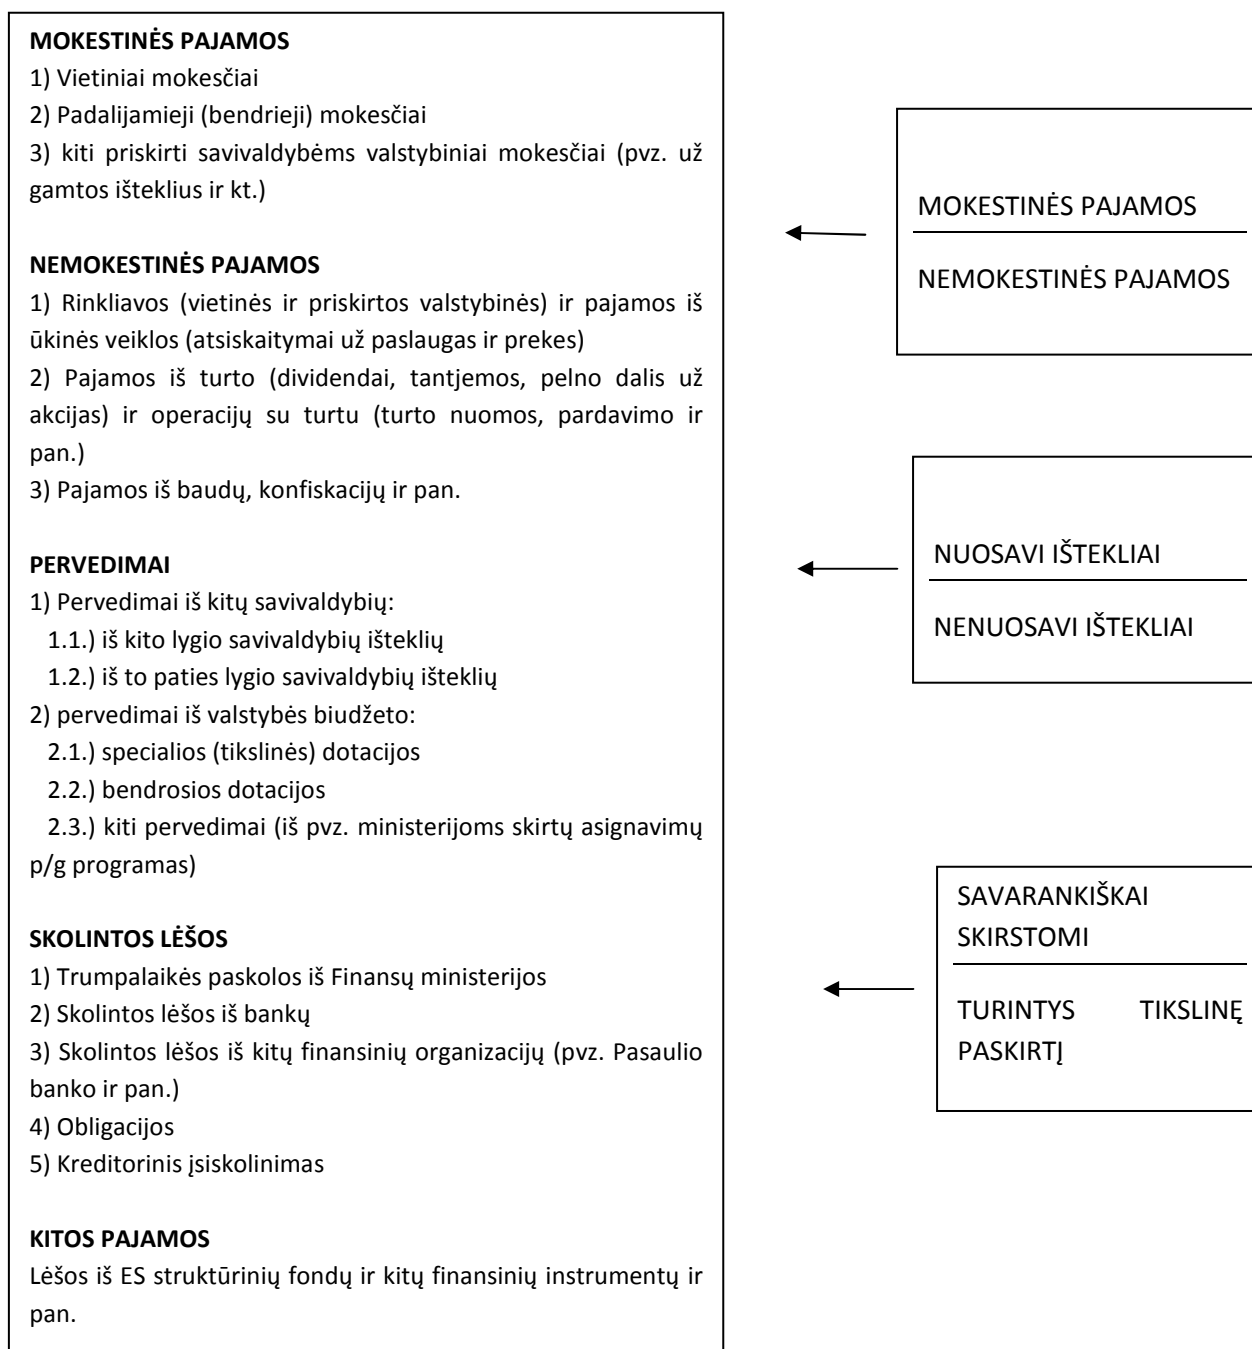 MOKESTINĖS PAJAMOS
1) Vietiniai mokesčiai
2) Padalijamieji (bendrieji) mokesčiai
3) kiti priskirti savivaldybėms valstybiniai mokesčiai (pvz. už
gamtos išteklius ir kt.)
NEMOKESTINĖS PAJAMOS
1) Rinkliavos (vietinės ir priskirtos valstybinės) ir pajamos iš
ūkinės veiklos (atsiskaitymai už paslaugas ir prekes)
2) Pajamos iš turto (dividendai, tantjemos, pelno dalis už
akcijas) ir operacijų su turtu (turto nuomos, pardavimo ir
pan.)
3) Pajamos iš baudų, konfiskacijų ir pan.
PERVEDIMAI
1) Pervedimai iš kitų savivaldybių:
1.1.) iš kito lygio savivaldybių išteklių
1.2.) iš to paties lygio savivaldybių išteklių
2) pervedimai iš valstybės biudžeto:
2.1.) specialios (tikslinės) dotacijos
2.2.) bendrosios dotacijos
2.3.) kiti pervedimai (iš pvz. ministerijoms skirtų asignavimų
p/g programas)
SKOLINTOS LĖŠOS
1) Trumpalaikės paskolos iš Finansų ministerijos
2) Skolintos lėšos iš bankų
3) Skolintos lėšos iš kitų finansinių organizacijų (pvz. Pasaulio
banko ir pan.)
4) Obligacijos
5) Kreditorinis įsiskolinimas
KITOS PAJAMOS
Lėšos iš ES struktūrinių fondų ir kitų finansinių instrumentų ir
pan.
MOKESTINĖS PAJAMOS
NEMOKESTINĖS PAJAMOS
NUOSAVI IŠTEKLIAI
NENUOSAVI IŠTEKLIAI
SAVARANKIŠKAI
SKIRSTOMI
TURINTYS TIKSLINĘ
PASKIRTĮ